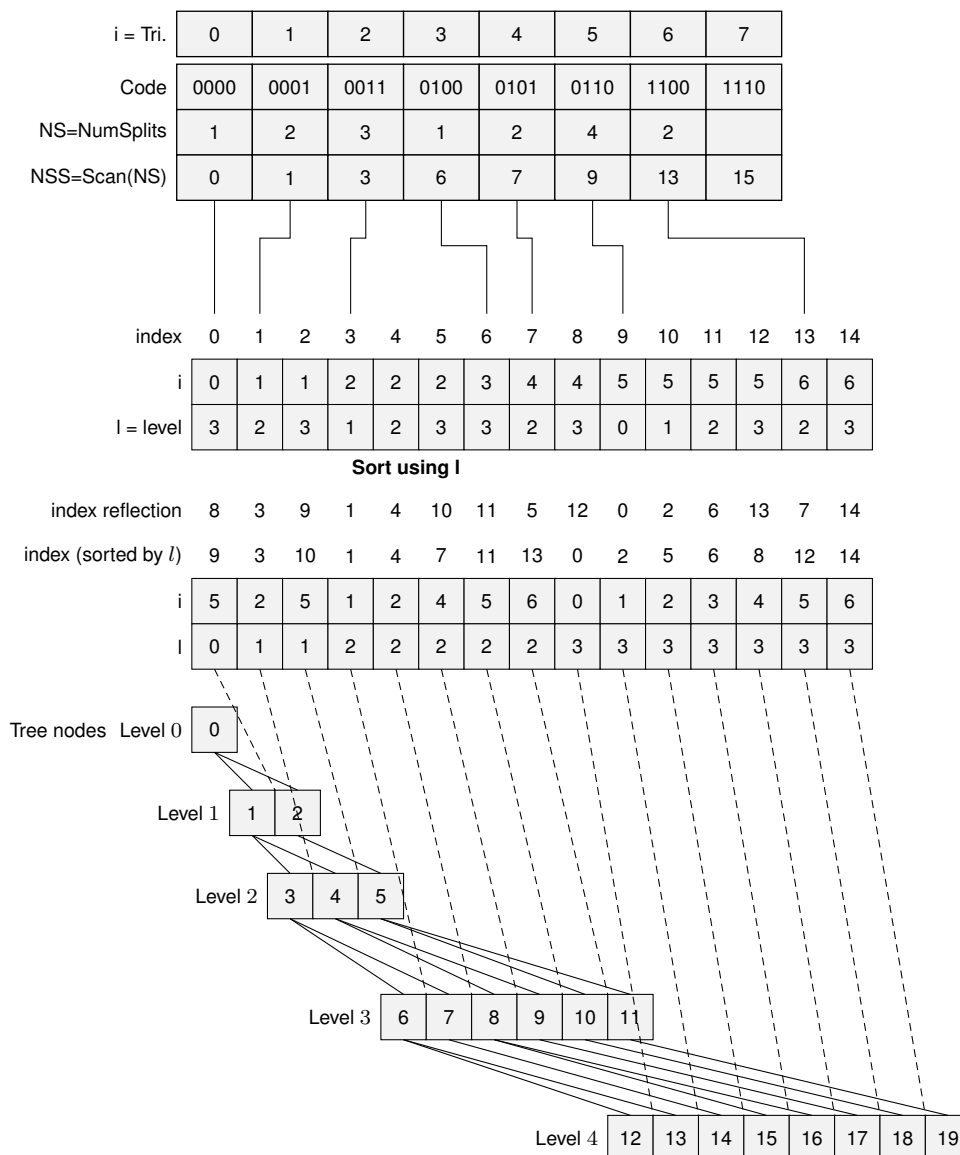 i = Tri. 0 1 2 3 4 5 6 7
Code 0000 0001 0011 0100 0101 0110 1100 1110
NS=NumSplits 1 2 3 1 2 4 2
NSS=Scan(NS) 0 1 3 6 7 9 13 15
index 0 1 2 3 4 5 6 7 8 9 10 11 12 13 14
i 0 1 1 2 2 2 3 4 4 5 5 5 5 6 6
l = level 3 2 3 1 2 3 3 2 3 0 1 2 3 2 3
Sort using l
index reflection 8 3 9 1 4 10 11 5 12 0 2 6 13 7 14
index (sorted by l) 9 3 10 1 4 7 11 13 0 2 5 6 8 12 14
i 5 2 5 1 2 4 5 6 0 1 2 3 4 5 6
l 0 1 1 2 2 2 2 2 3 3 3 3 3 3 3
Tree nodes Level 0 0
Level 1 1 2
Level 2 3 4 5
Level 3 6 7 8 9 10 11
Level 4 12 13 14 15 16 17 18 19